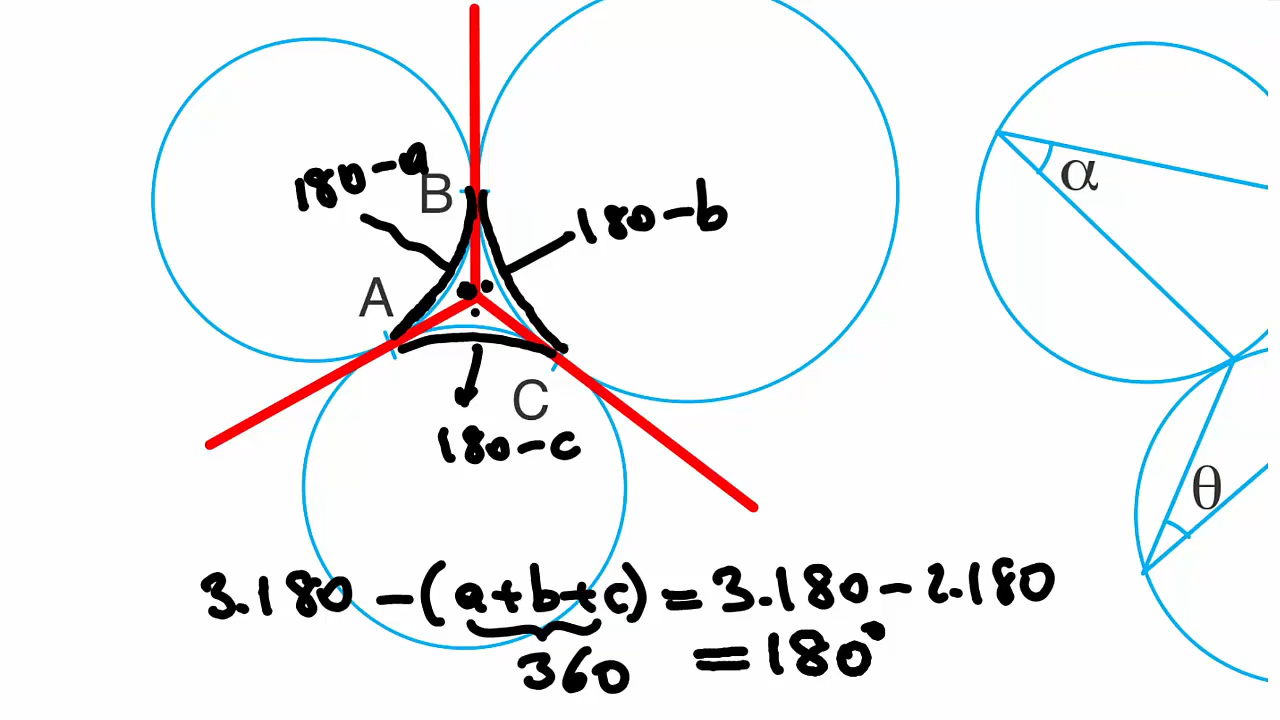 180-a
B
180-b
A
C
180-c
α
θ
3.180 -(a+b+c) = 3.180 - 2.180
360 = 180°